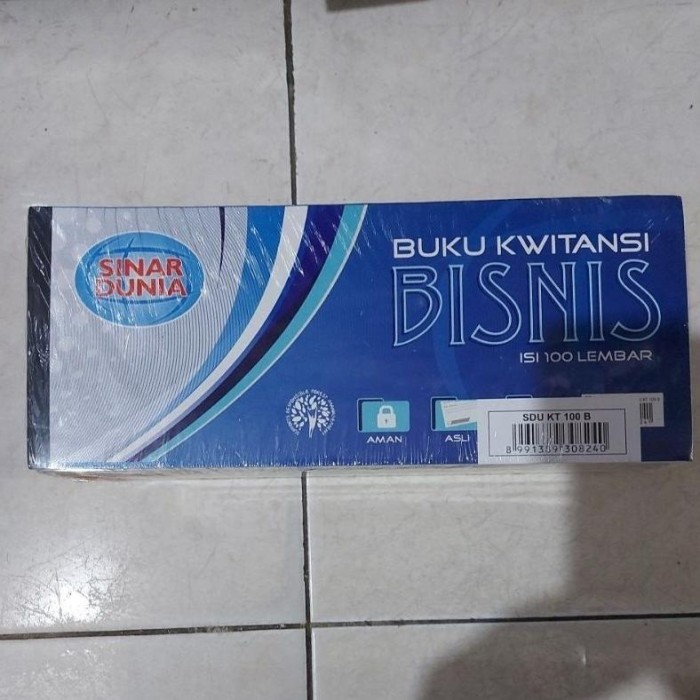 SINAR
DUNIA
BUKU KWITANSI
BISNIS
ISI 100 LEMBAR
AMAN
ASLI
SDU KT 100 B
8 991389 308240